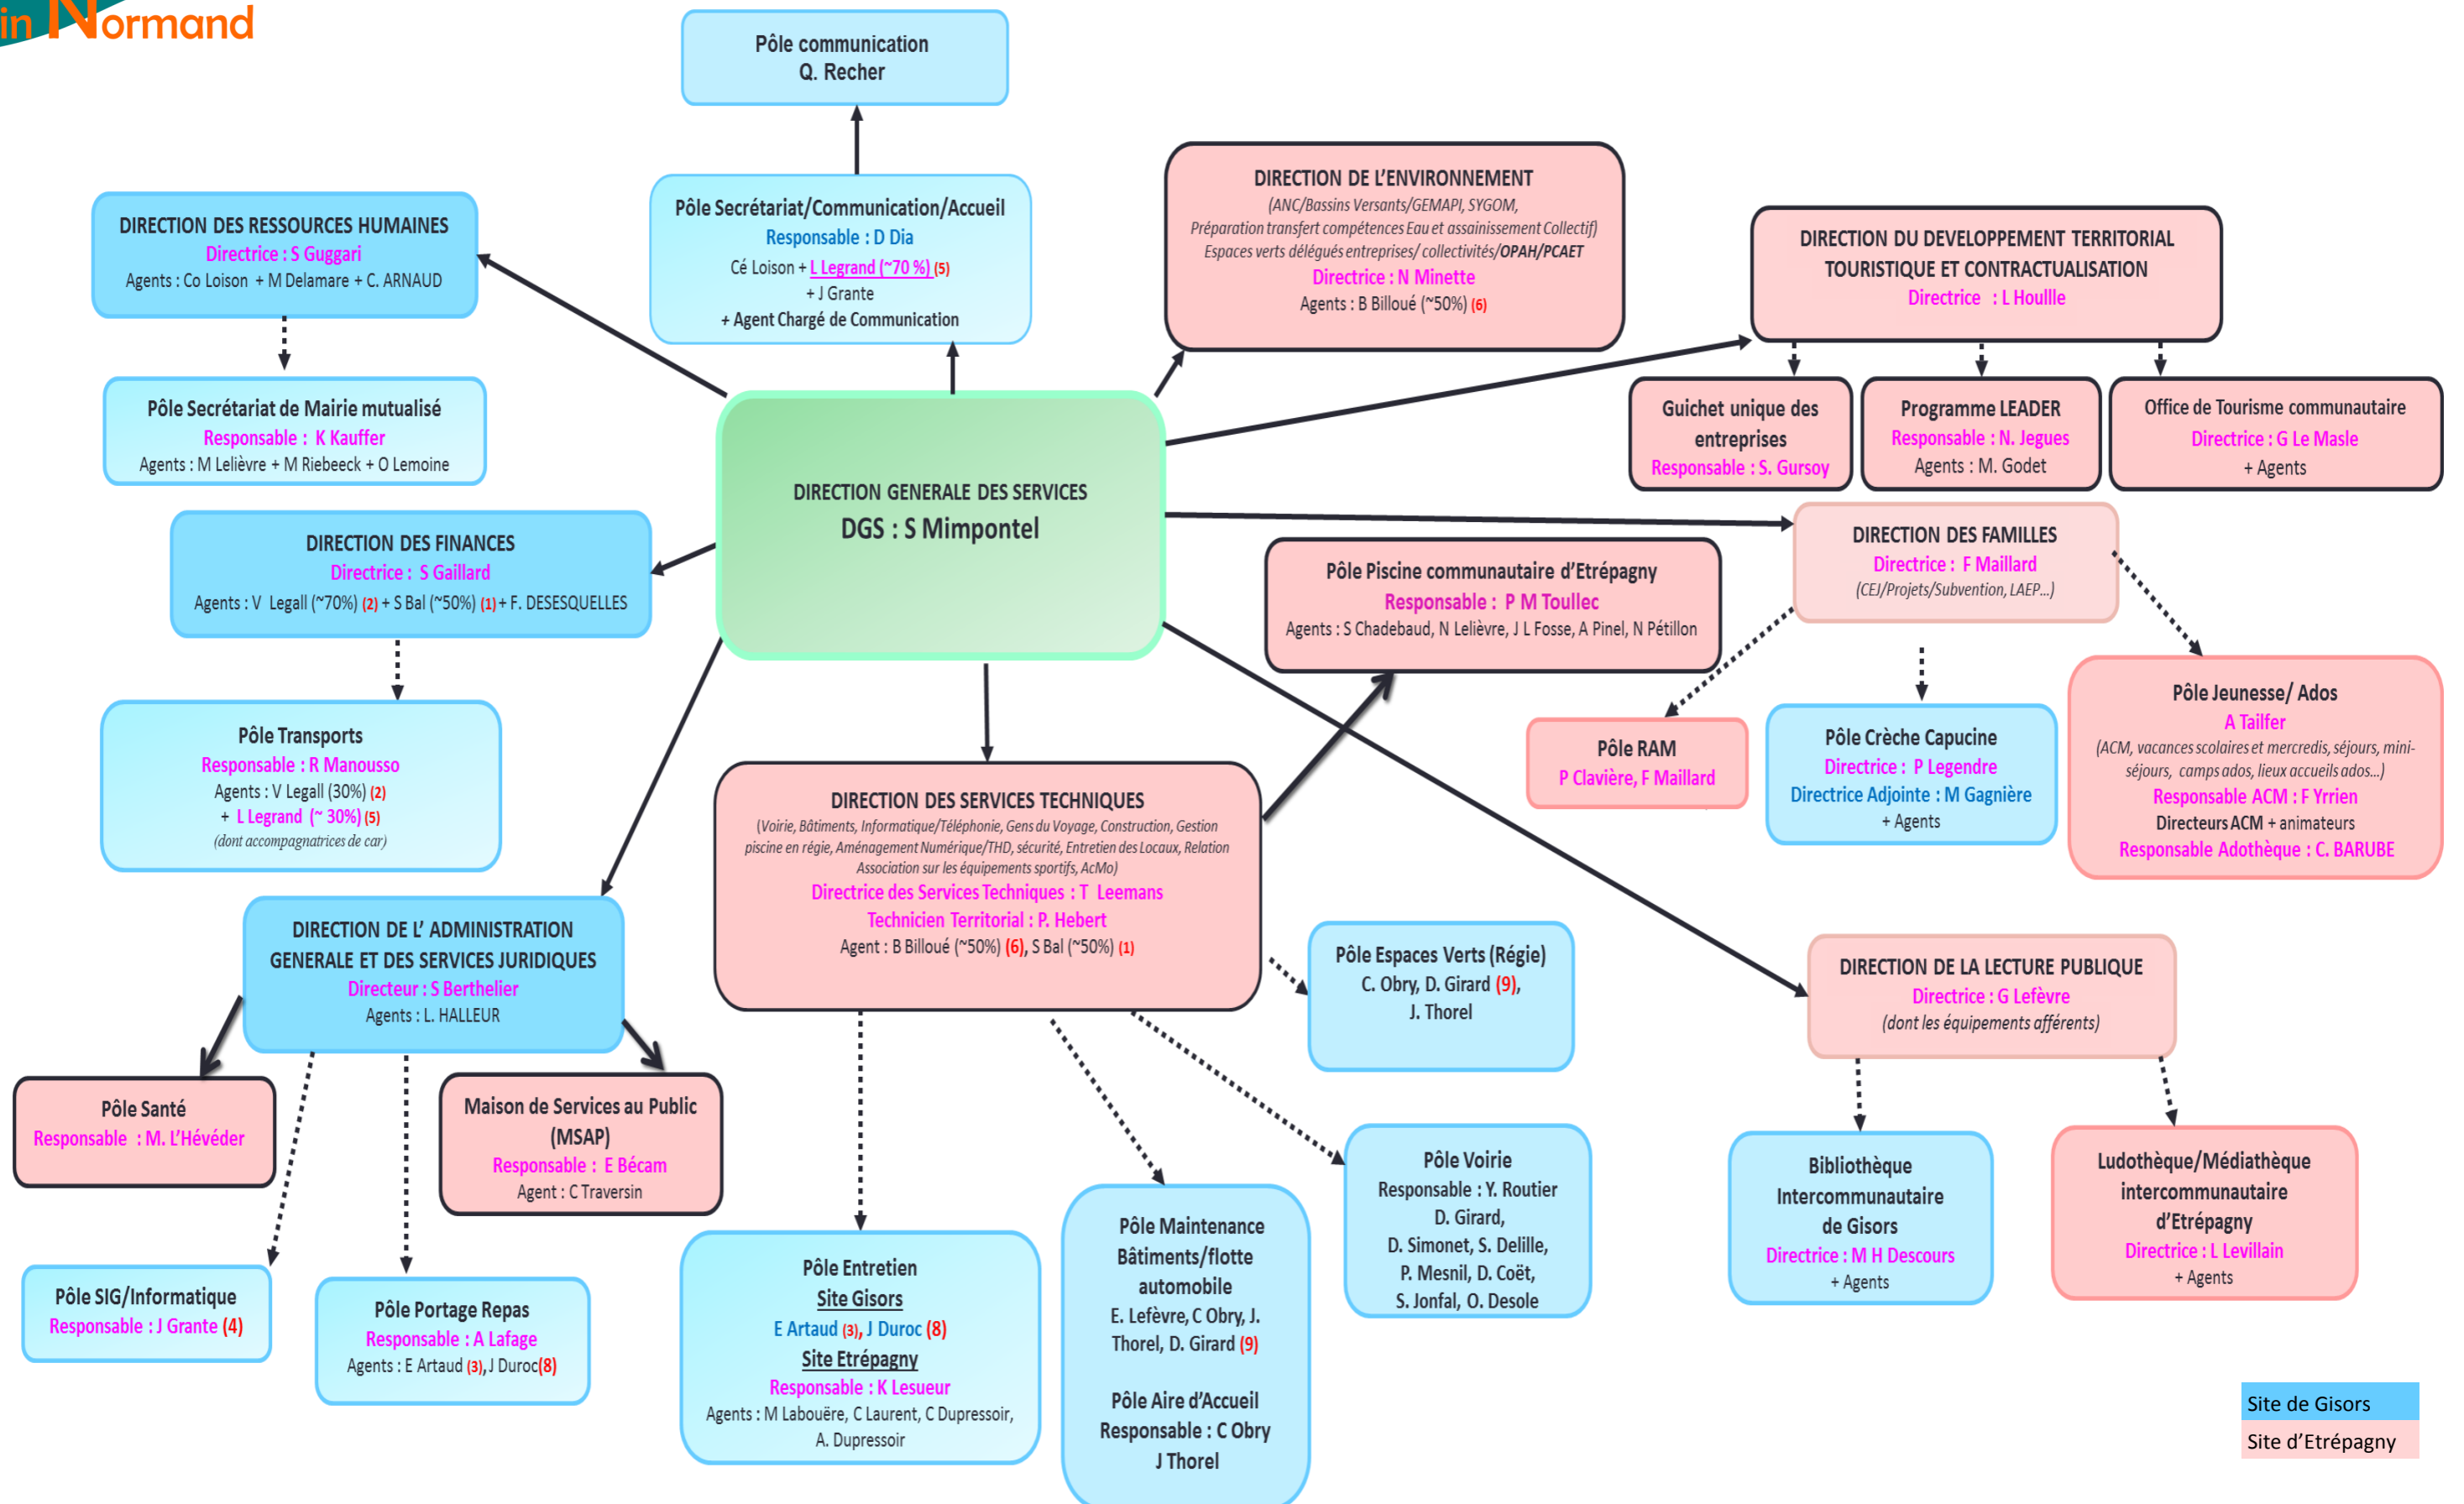 in Normand
Pôle communication
Q. Recher
Pôle Secrétariat/Communication/Accueil
Responsable : D Dia
Cé Loison + L Legrand (~70 %) (5)
+ J Grante
+ Agent Chargé de Communication
DIRECTION DE L’ENVIRONNEMENT
(ANC/Bassins Versants/GEMAPI, SYGOM,
Préparation transfert compétences Eau et assainissement Collectif)
Espaces verts délégués entreprises/ collectivités/OPAH/PCAET
Directrice : N Minette
Agents : B Billoué (~50%) (6)
DIRECTION DU DEVELOPPEMENT TERRITORIAL
TOURISTIQUE ET CONTRACTUALISATION
Directrice : L Houllle
DIRECTION DES RESSOURCES HUMAINES
Directrice : S Guggari
Agents : Co Loison + M Delamare + C. ARNAUD
Pôle Secrétariat de Mairie mutualisé
Responsable : K Kauffer
Agents : M Lelièvre + M Riebeeck + O Lemoine
Guichet unique des
entreprises
Responsable : S. Gursoy
Programme LEADER
Responsable : N. Jegues
Agents : M. Godet
Office de Tourisme communautaire
Directrice : G Le Masle
+ Agents
DIRECTION GENERALE DES SERVICES
DGS : S Mimpontel
DIRECTION DES FINANCES
Directrice : S Gaillard
Agents : V Legall (~70%) (2) + S Bal (~50%) (1) + F. DESESQUELLES
Pôle Piscine communautaire d’Etrépagny
Responsable : P M Toullec
Agents : S Chadebaud, N Lelièvre, J L Fosse, A Pinel, N Pétillon
DIRECTION DES FAMILLES
Directrice : F Maillard
(CEJ/Projets/Subvention, LAEP...)
Pôle Transports
Responsable : R Manousso
Agents : V Legall (30%) (2)
+ L Legrand (~ 30%) (5)
(dont accompagnatrices de car)
Pôle RAM
P Clavière, F Maillard
Pôle Crèche Capucine
Directrice : P Legendre
Directrice Adjointe : M Gagnière
+ Agents
Pôle Jeunesse/ Ados
A Tailfer
(ACM, vacances scolaires et mercredis, séjours, mini-
séjours, camps ados, lieux accueils ados...)
Responsable ACM : F Yrrien
Directeurs ACM + animateurs
Responsable Adothèque : C. BARUBE
DIRECTION DES SERVICES TECHNIQUES
(Voirie, Bâtiments, Informatique/Téléphonie, Gens du Voyage, Construction, Gestion
piscine en régie, Aménagement Numérique/THD, sécurité, Entretien des Locaux, Relation
Association sur les équipements sportifs, AcMo)
Directrice des Services Techniques : T Leemans
Technicien Territorial : P. Hebert
Agent : B Billoué (~50%) (6), S Bal (~50%) (1)
DIRECTION DE L’ ADMINISTRATION
GENERALE ET DES SERVICES JURIDIQUES
Directeur : S Berthelier
Agents : L. HALLEUR
Pôle Espaces Verts (Régie)
C. Obry, D. Girard (9),
J. Thorel
DIRECTION DE LA LECTURE PUBLIQUE
Directrice : G Lefèvre
(dont les équipements afférents)
Pôle Santé
Responsable : M. L’Hévéder
Maison de Services au Public
(MSAP)
Responsable : E Bécam
Agent : C Traversin
Pôle SIG/Informatique
Responsable : J Grante (4)
Pôle Portage Repas
Responsable : A Lafage
Agents : E Artaud (3), J Duroc(8)
Pôle Entretien
Site Gisors
E Artaud (3), J Duroc (8)
Site Etrépagny
Responsable : K Lesueur
Agents : M Labouëre, C Laurent, C Dupressoir,
A. Dupressoir
Pôle Maintenance
Bâtiments/flotte
automobile
E. Lefèvre, C Obry, J.
Thorel, D. Girard (9)
Pôle Aire d’Accueil
Responsable : C Obry
J Thorel
Pôle Voirie
Responsable : Y. Routier
D. Girard,
D. Simonet, S. Delille,
P. Mesnil, D. Coët,
S. Jonfal, O. Desole
Bibliothèque
Intercommunautaire
de Gisors
Directrice : M H Descours
+ Agents
Ludothèque/Médiathèque
intercommunautaire
d’Etrépagny
Directrice : L Levillain
+ Agents
Site de Gisors
Site d’Etrépagny